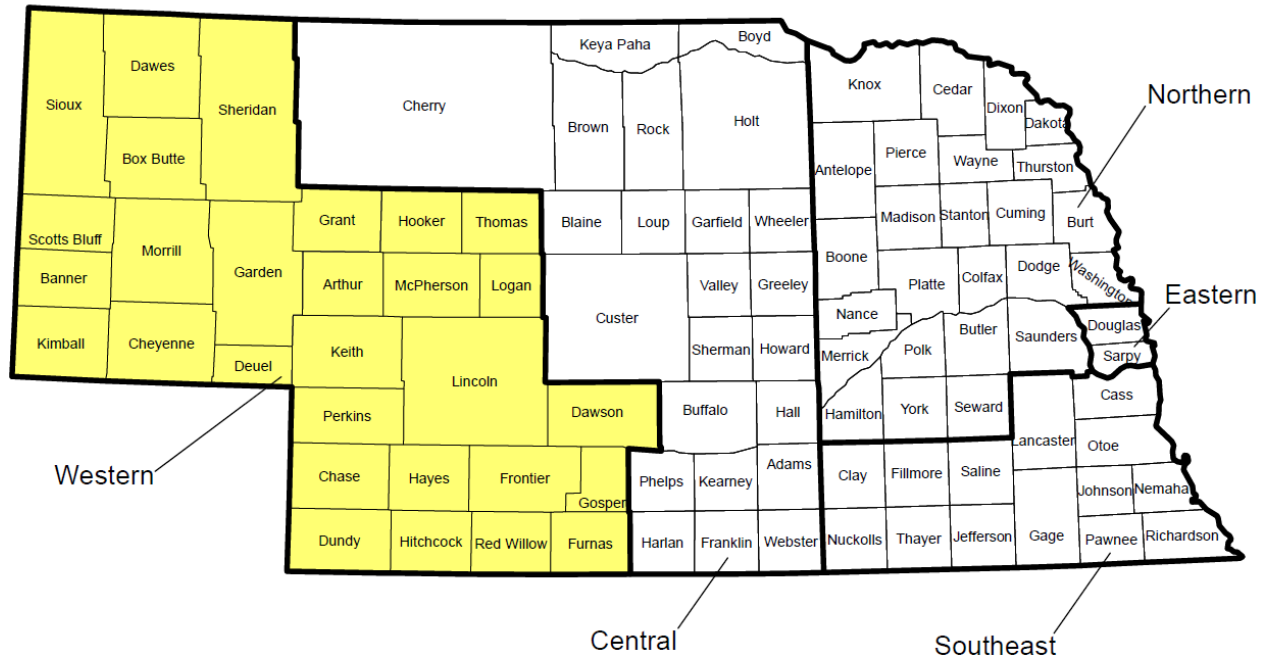 Boyd
Keya Paha
Dawes
Sioux
Sheridan
Cherry
Knox
Cedar
Dixon
Dakota
Northern
Brown
Rock
Holt
Box Butte
Antelope
Pierce
Wayne
Thurston
Grant
Hooker
Thomas
Blaine
Loup
Garfield
Wheeler
Madison
Stanton
Cuming
Burt
Scotts Bluff
Morrill
Banner
Garden
Arthur
McPherson
Logan
Valley
Greeley
Boone
Platte
Colfax
Dodge
Washington
Eastern
Kimball
Cheyenne
Deuel
Keith
Lincoln
Custer
Sherman
Howard
Nance
Merrick
Polk
Butler
Saunders
Douglas
Sarpy
Perkins
Dawson
Buffalo
Hall
Hamilton
York
Seward
Cass
Lancaster
Otoe
Western
Chase
Hayes
Frontier
Gosper
Phelps
Kearney
Adams
Clay
Fillmore
Saline
Johnson
Nemaha
Dundy
Hitchcock
Red Willow
Furnas
Harlan
Franklin
Webster
Nuckolls
Thayer
Jefferson
Gage
Pawnee
Richardson
Central
Southeast